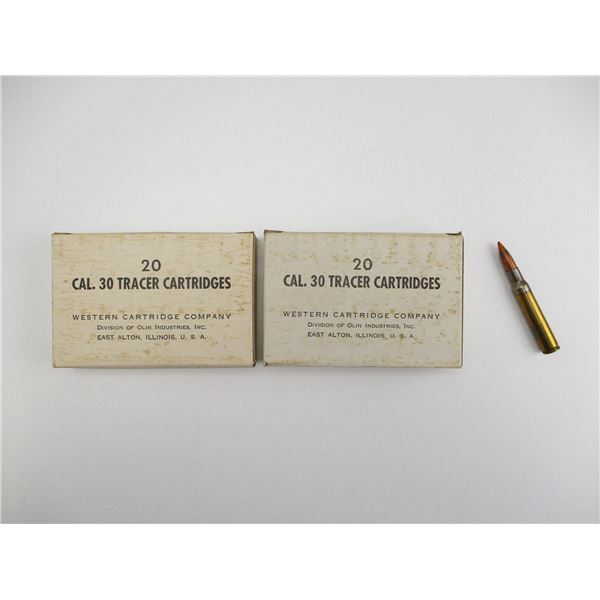 20
CAL. 30 TRACER CARTRIDGES
WESTERN CARTRIDGE COMPANY
DIVISION OF OLIN INDUSTRIES, INC.
EAST ALTON, ILLINOIS, U. S. A.
20
CAL. 30 TRACER CARTRIDGES
WESTERN CARTRIDGE COMPANY
DIVISION OF OLIN INDUSTRIES, INC.
EAST ALTON, ILLINOIS, U. S. A.